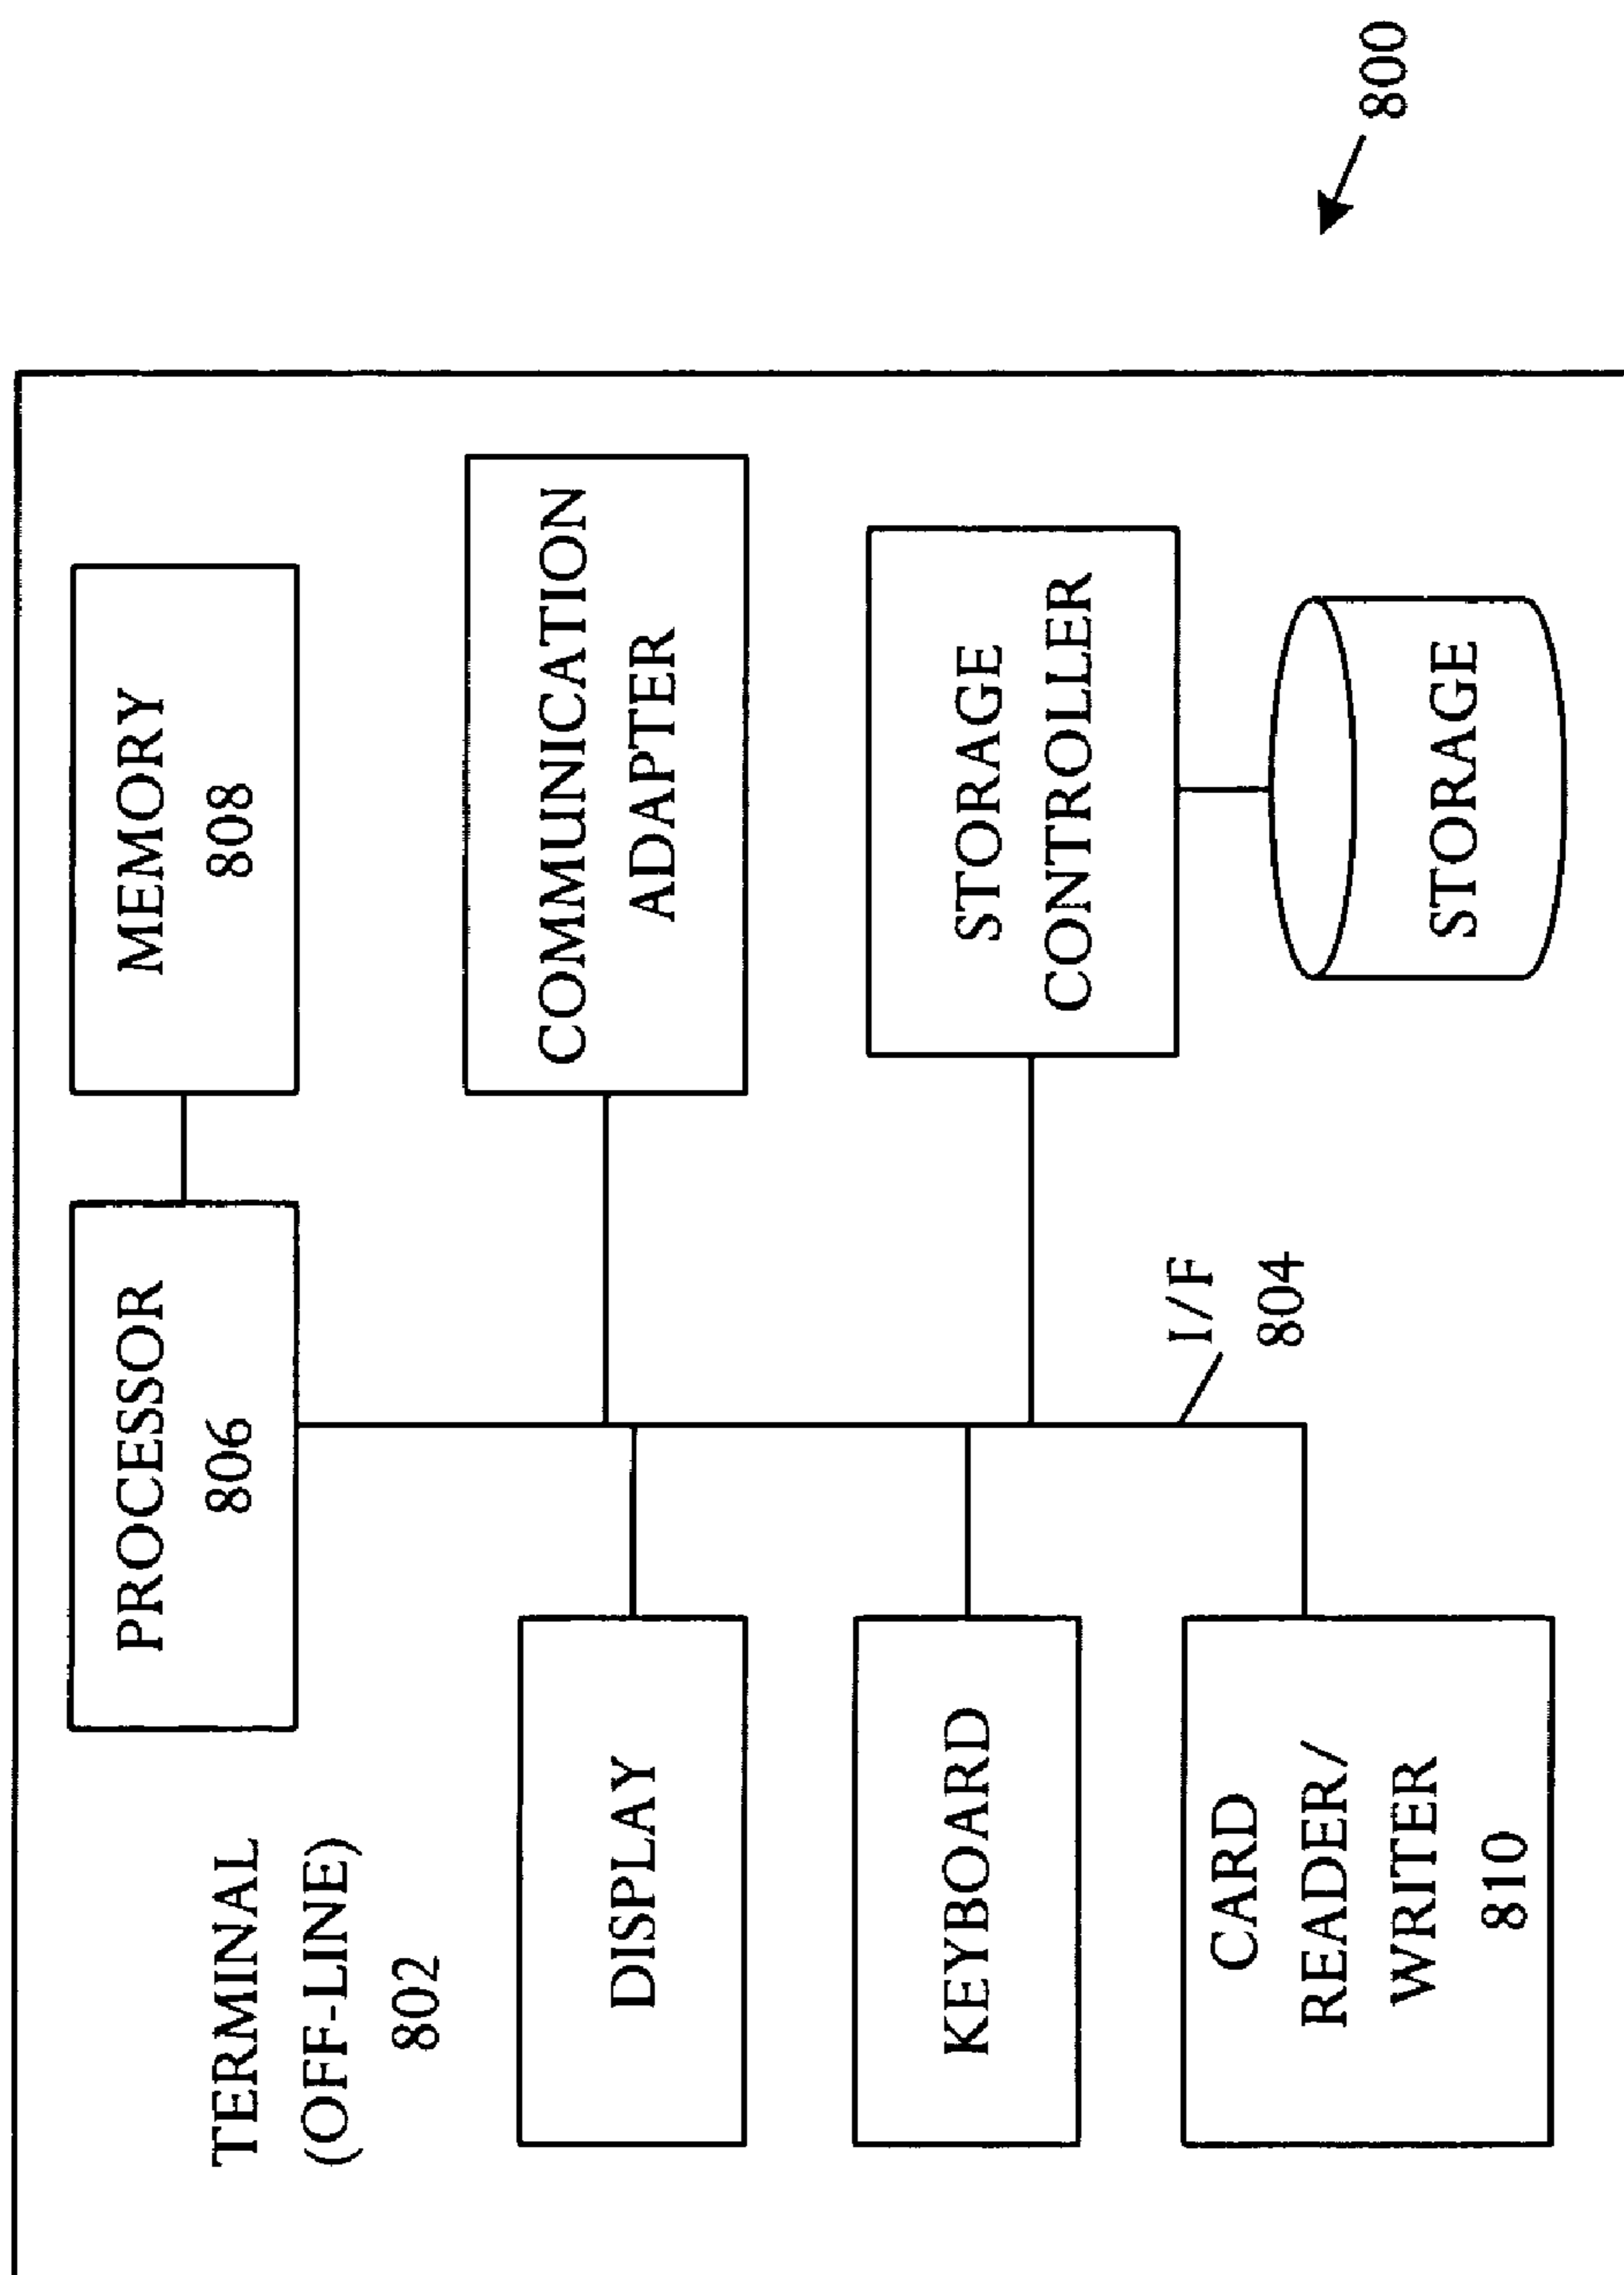 TERMINAL
(OFF-LINE)
802
PROCESSOR
806
MEMORY
808
DISPLAY
COMMUNICATION
ADAPTER
KEYBOARD
STORAGE
CONTROLLER
CARD
READER/
WRITER
810
I/F
804
STORAGE
800